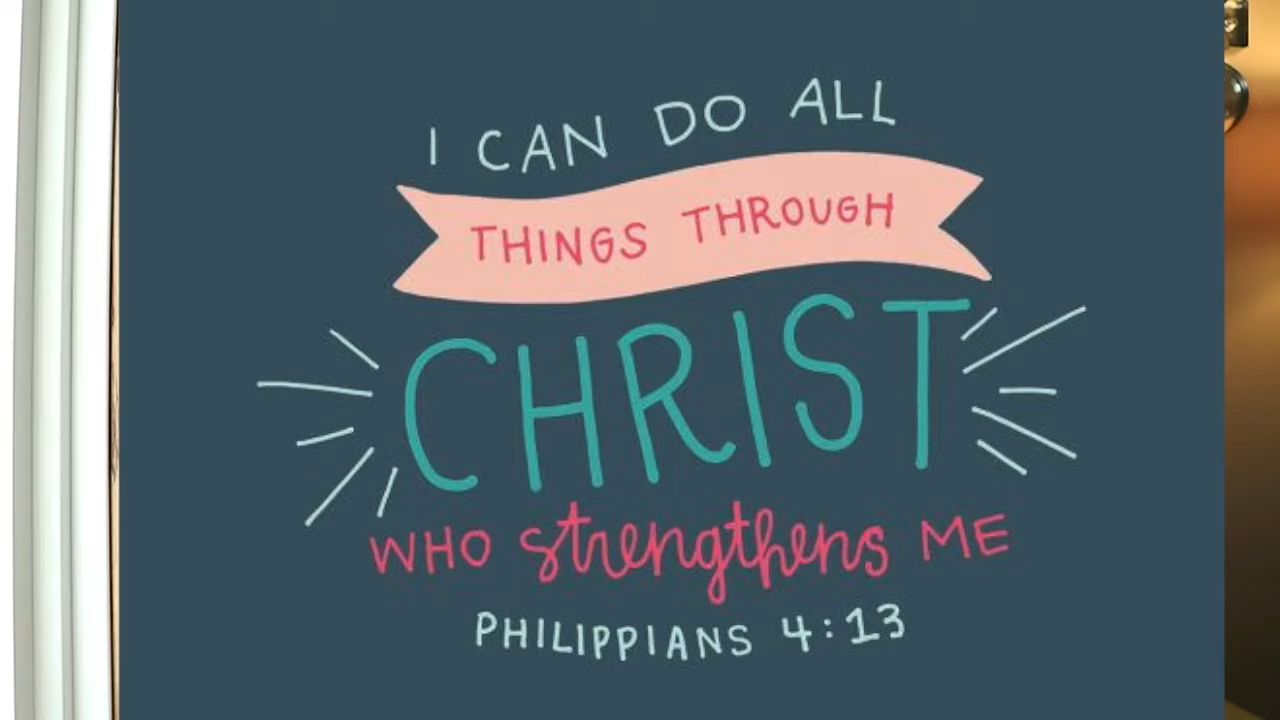 I CAN DO ALL
THINGS THROUGH
CHRIST
WHO strengthens ME
PHILIPPIANS 4:13